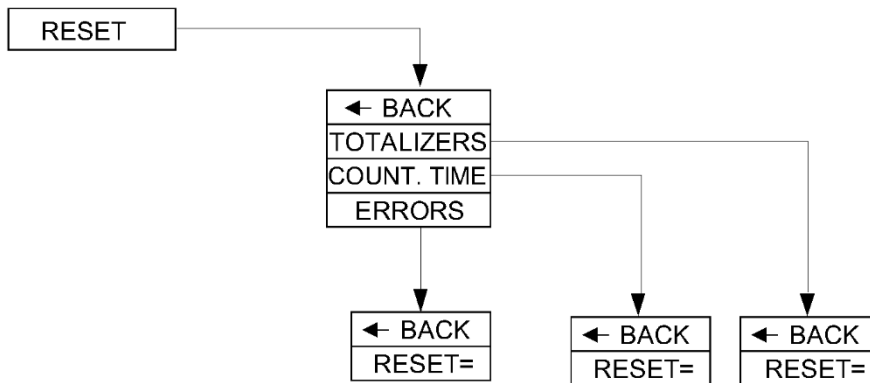 RESET
← BACK
TOTALIZERS
COUNT. TIME
ERRORS
← BACK
RESET=
← BACK
RESET=
← BACK
RESET=